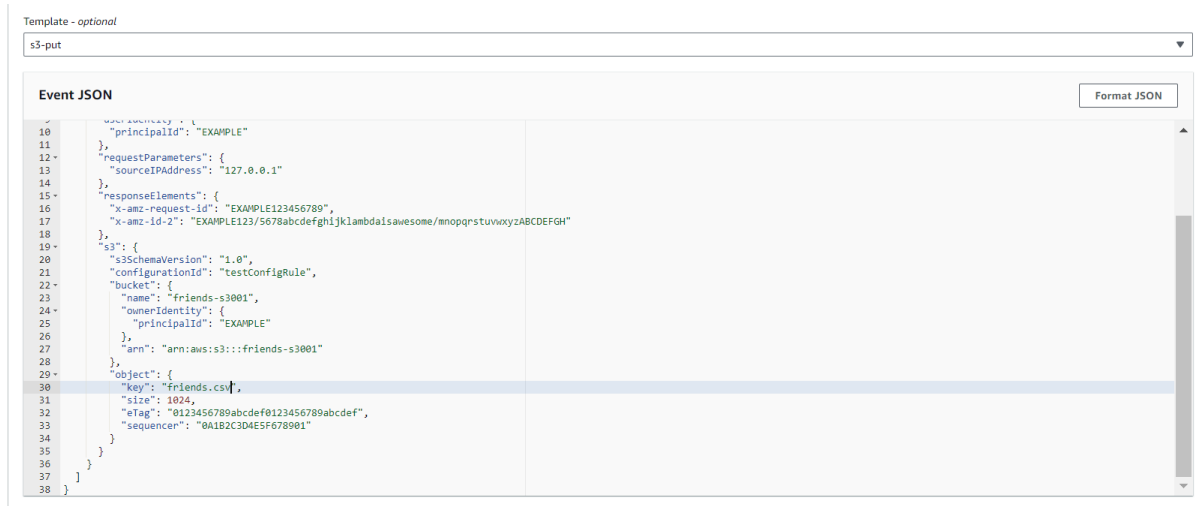 Template - optional
s3-put
Event JSON
Format JSON
9 "userIdentity": {
10 "principalId": "EXAMPLE"
11 },
12 "requestParameters": {
13 "sourceIPAddress": "127.0.0.1"
14 },
15 "responseElements": {
16 "x-amz-request-id": "EXAMPLE123456789",
17 "x-amz-id-2": "EXAMPLE123/5678abcdefghijklambdaisawesome/mnopqrstuvwxyzABCDEFGH"
18 },
19 "s3": {
20 "s3SchemaVersion": "1.0",
21 "configurationId": "testConfigRule",
22 "bucket": {
23 "name": "friends-s3001",
24 "ownerIdentity": {
25 "principalId": "EXAMPLE"
26 },
27 "arn": "arn:aws:s3:::friends-s3001"
28 },
29 "object": {
30 "key": "friends.csv",
31 "size": 1024,
32 "eTag": "0123456789abcdef0123456789abcdef",
33 "sequencer": "0A1B2C3D4E5F678901"
34 }
35 }
36 }
37 ]
38 }